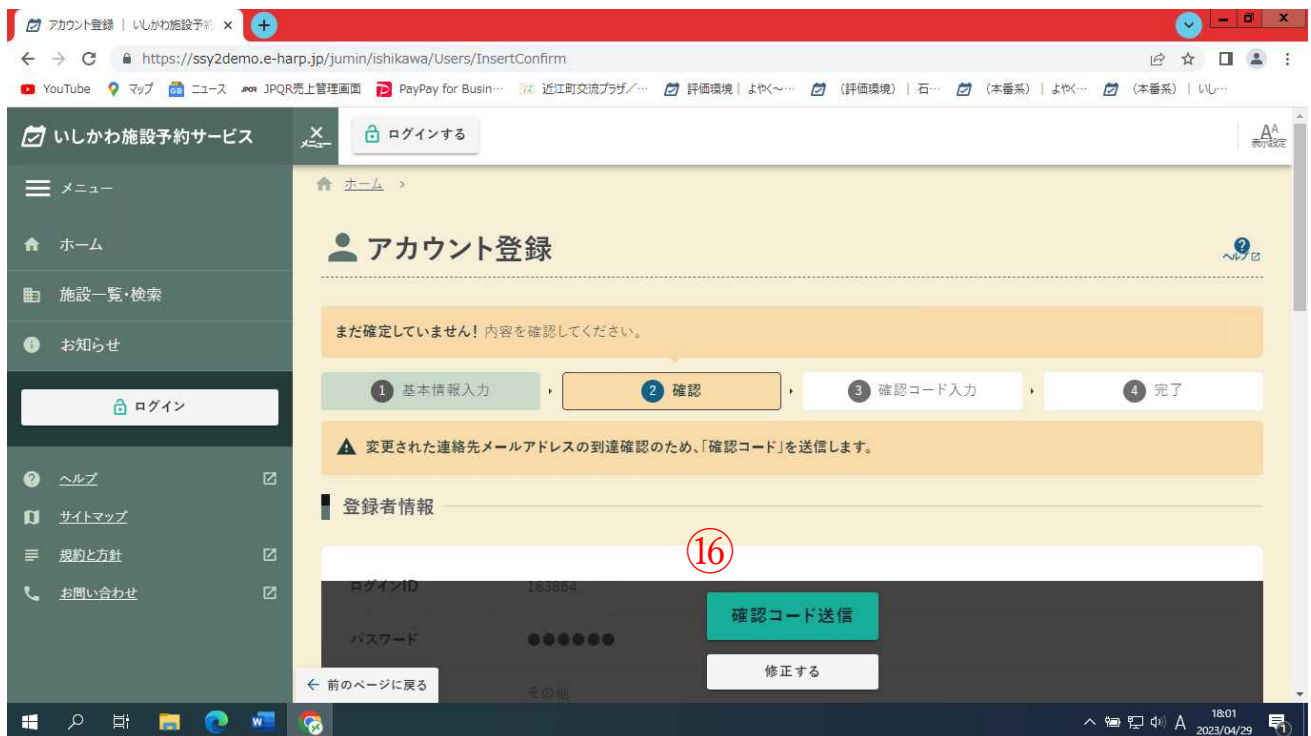 アカウント登録 | いしかわ施設予約
https://ssy2demo.e-harp.jp/jumin/ishikawa/Users/InsertConfirm
YouTube マップ ニュース JPQR売上管理画面 PayPay for Busin… 近江町交流プラザ/… 評価環境 | よやく~… (評価環境) | 石… (本番系) | よやく… (本番系) | いし…
いしかわ施設予約サービス
メニュー
ログインする
AA
表示設定
メニュー
ホーム
施設一覧・検索
お知らせ
ログイン
ヘルプ
サイトマップ
規約と方針
お問い合わせ
ホーム >
アカウント登録
ヘルプ
まだ確定していません! 内容を確認してください。
1 基本情報入力
2 確認
3 確認コード入力
4 完了
変更された連絡先メールアドレスの到達確認のため、「確認コード」を送信します。
登録者情報
⑯
ログインID
パスワード ●●●●●●
その他
確認コード送信
修正する
← 前のページに戻る
A
18:01
2023/04/29